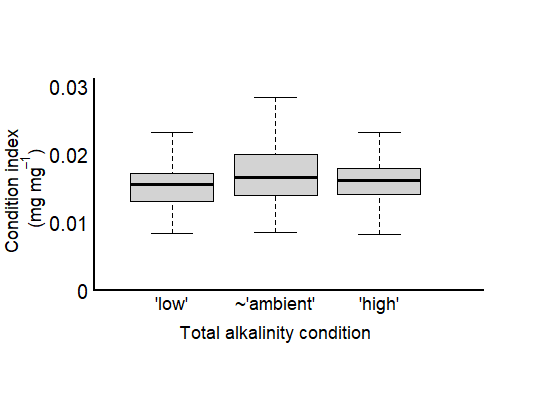 0.03
0.02
0.01
0
Condition index
(mg mg⁻¹)
'low' ~'ambient' 'high'
Total alkalinity condition